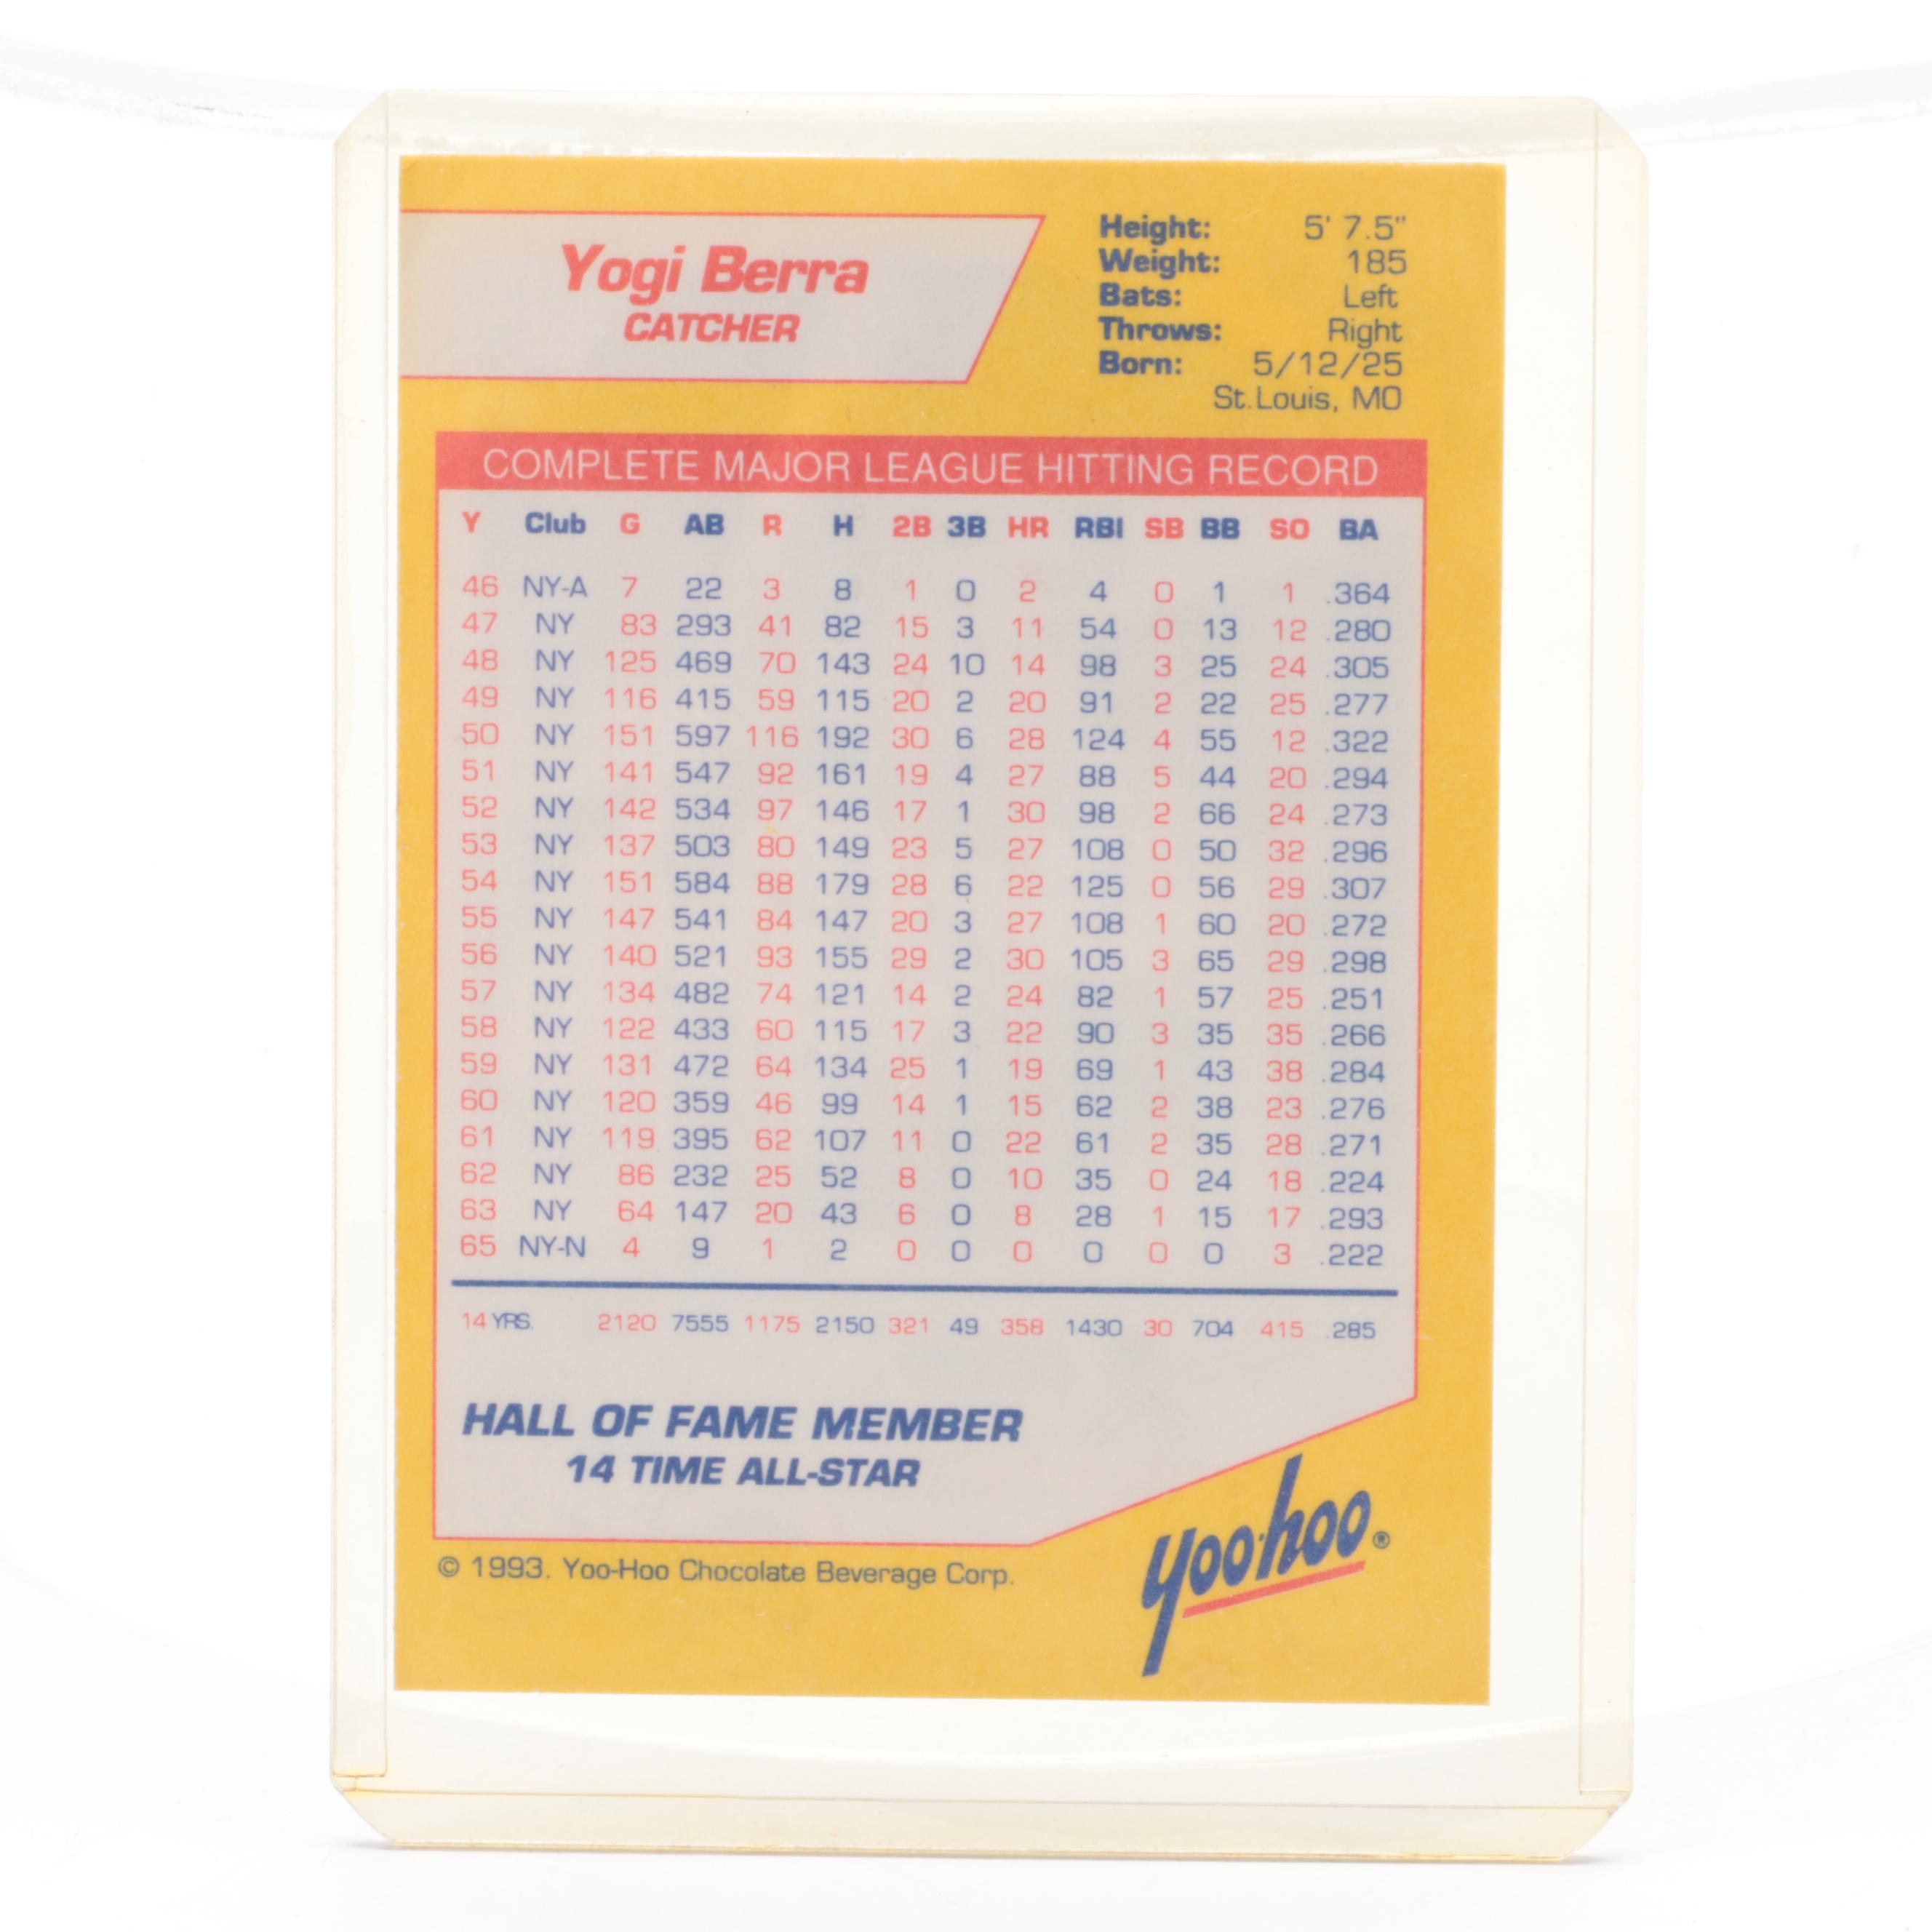 Yogi Berra
CATCHER
Height: 5' 7.5"
Weight: 185
Bats: Left
Throws: Right
Born: 5/12/25
St.Louis, MO
COMPLETE MAJOR LEAGUE HITTING RECORD
Y Club G AB R H 2B 3B HR RBI SB BB SO BA
46 NY-A 7 22 3 8 1 0 2 4 0 1 1 .364
47 NY 83 293 41 82 15 3 11 54 0 13 12 .280
48 NY 125 469 70 143 24 10 14 98 3 25 24 .305
49 NY 116 415 59 115 20 2 20 91 2 22 25 .277
50 NY 151 597 116 192 30 6 28 124 4 55 12 .322
51 NY 141 547 92 161 19 4 27 88 5 44 20 .294
52 NY 142 534 97 146 17 1 30 98 2 66 24 .273
53 NY 137 503 80 149 23 5 27 108 0 50 32 .296
54 NY 151 584 88 179 28 6 22 125 0 56 29 .307
55 NY 147 541 84 147 20 3 27 108 1 60 20 .272
56 NY 140 521 93 155 29 2 30 105 3 65 29 .298
57 NY 134 482 74 121 14 2 24 82 1 57 25 .251
58 NY 122 433 60 115 17 3 22 90 3 35 35 .266
59 NY 131 472 64 134 25 1 19 69 1 43 38 .284
60 NY 120 359 46 99 14 1 15 62 2 38 23 .276
61 NY 119 395 62 107 11 0 22 61 2 35 28 .271
62 NY 86 232 25 52 8 0 10 35 0 24 18 .224
63 NY 64 147 20 43 6 0 8 28 1 15 17 .293
65 NY-N 4 9 1 2 0 0 0 0 0 0 3 .222
14 YRS. 2120 7555 1175 2150 321 49 358 1430 30 704 415 .285
HALL OF FAME MEMBER
14 TIME ALL-STAR
yoo-hoo®
© 1993. Yoo-Hoo Chocolate Beverage Corp.